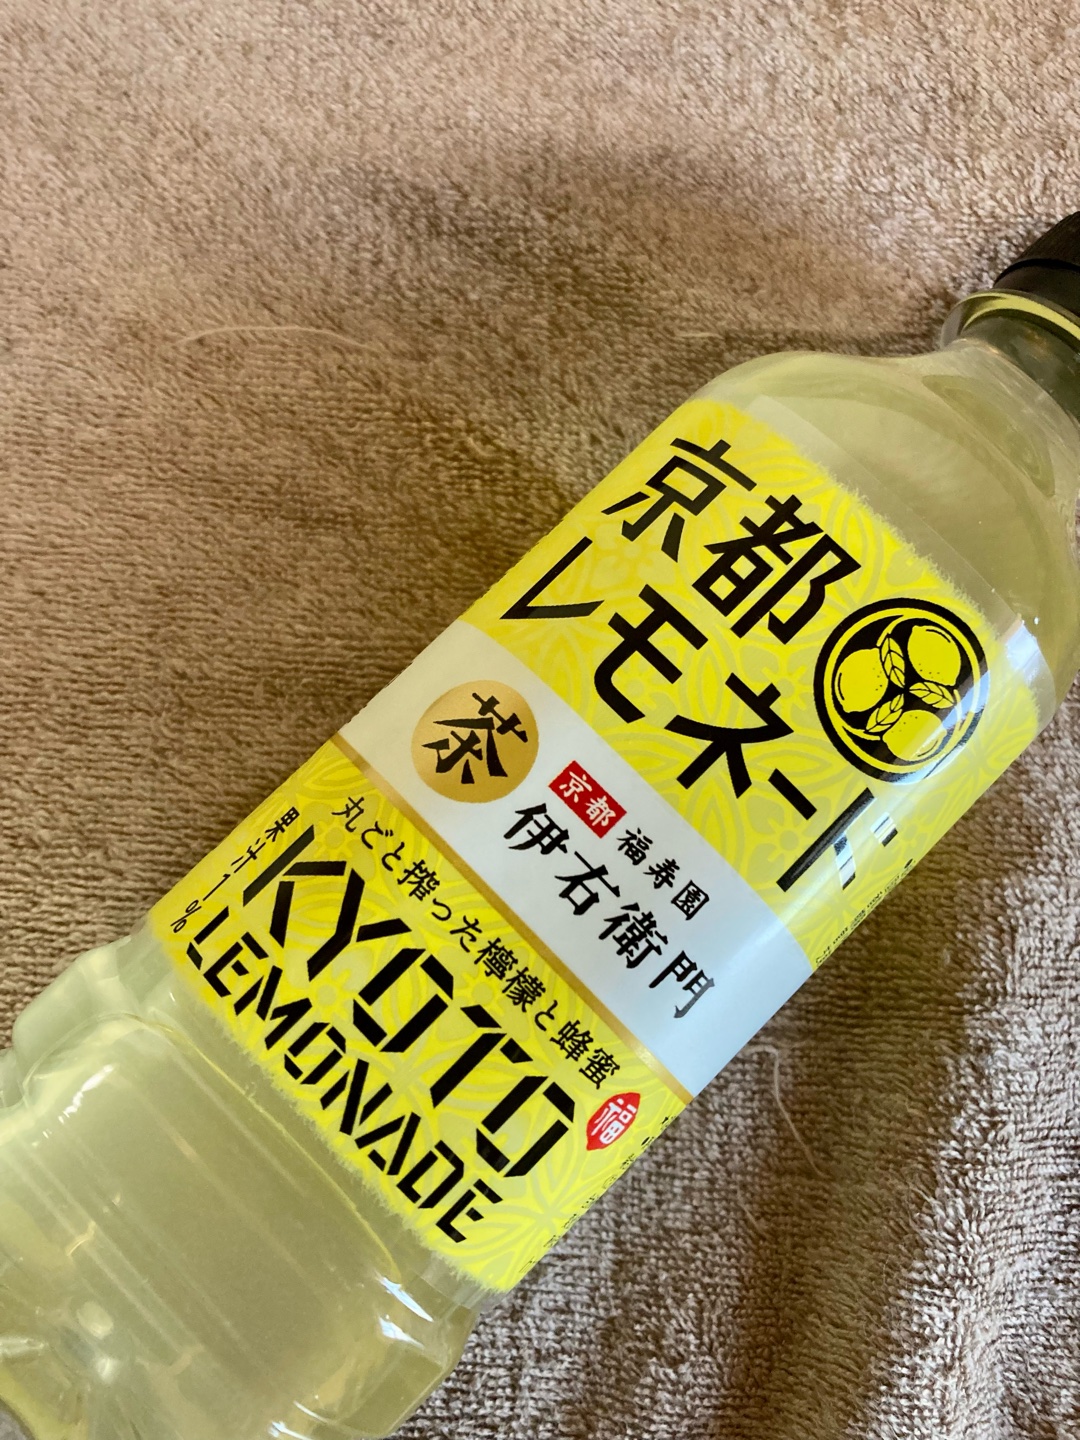 京都
レモネード
茶
京都
福寿園
伊右衛門
丸ごと搾った檸檬と蜂蜜
果汁1%
KYOTO
LEMONADE
福